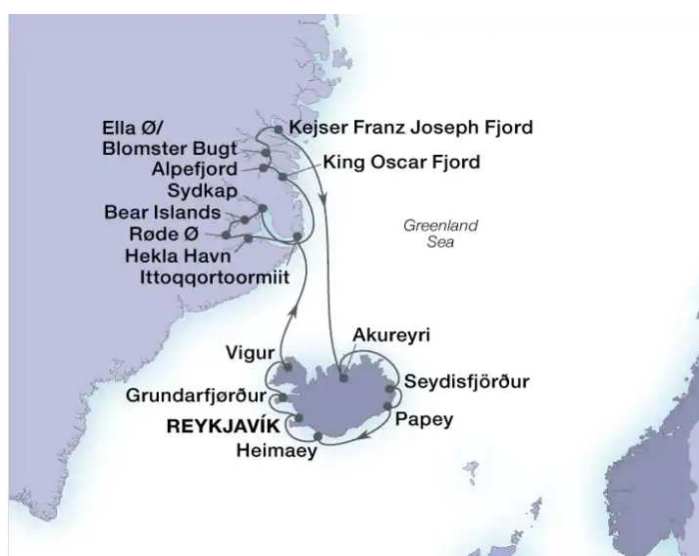 Ella Ø/
Blomster Bugt
Kejser Franz Joseph Fjord
Alpefjord
King Oscar Fjord
Sydkap
Bear Islands
Røde Ø
Hekla Havn
Ittoqqortoormiit
Greenland
Sea
Vigur
Akureyri
Grundarfjørður
Seydisfjörður
REYKJAVÍK
Papey
Heimaey